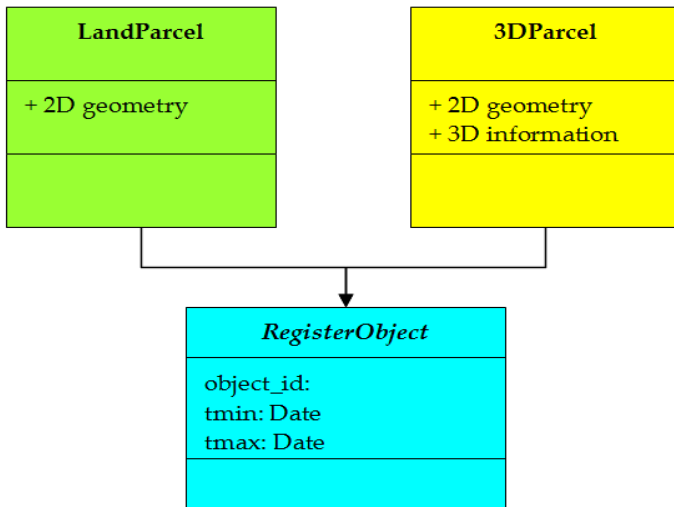 LandParcel
+ 2D geometry
3DParcel
+ 2D geometry
+ 3D information
RegisterObject
object_id:
tmin: Date
tmax: Date